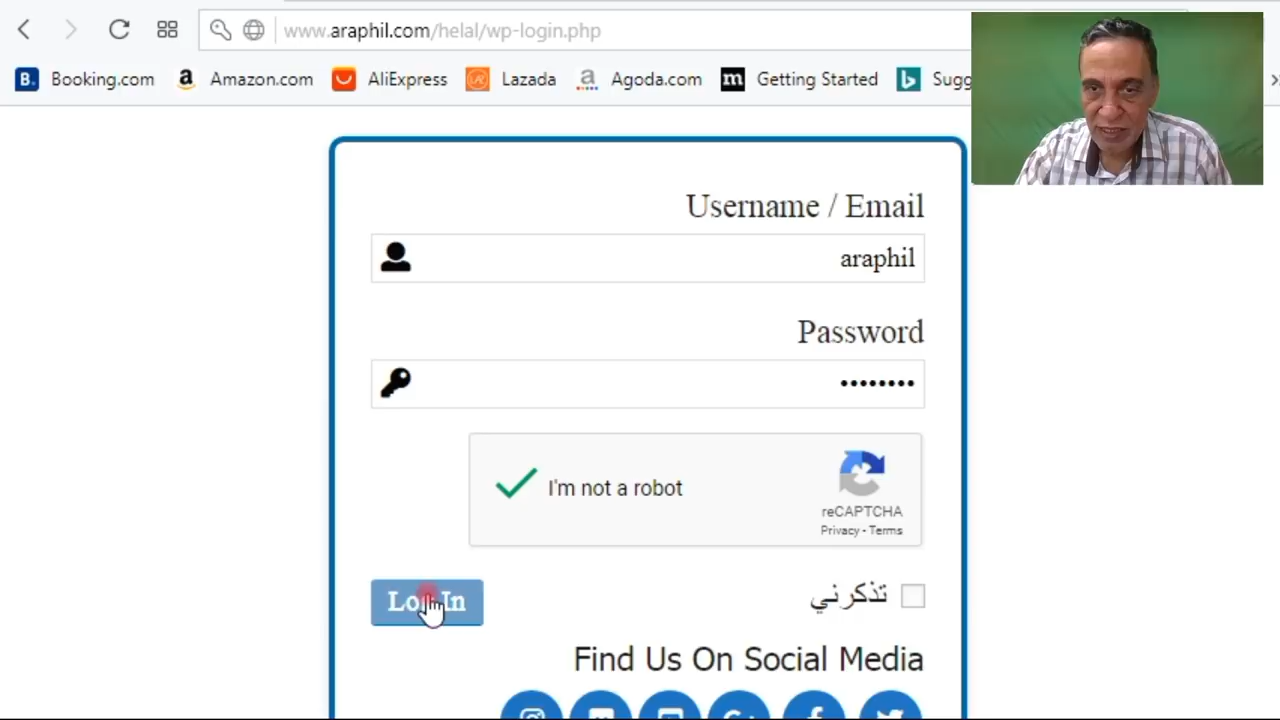 www.araphil.com/helal/wp-login.php
B. Booking.com a Amazon.com AliExpress Lazada a Agoda.com m Getting Started Sugg
Username / Email
araphil
Password
I'm not a robot
reCAPTCHA
Privacy - Terms
Log In
تذكرني
Find Us On Social Media